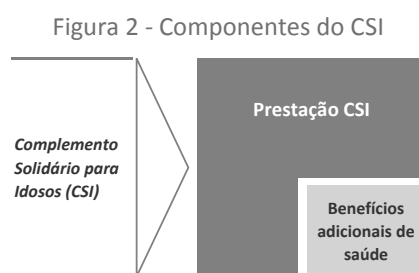 Figura 2 - Componentes do CSI
Complemento
Solidário para
Idosos (CSI)
Prestação CSI
Benefícios
adicionais de
saúde